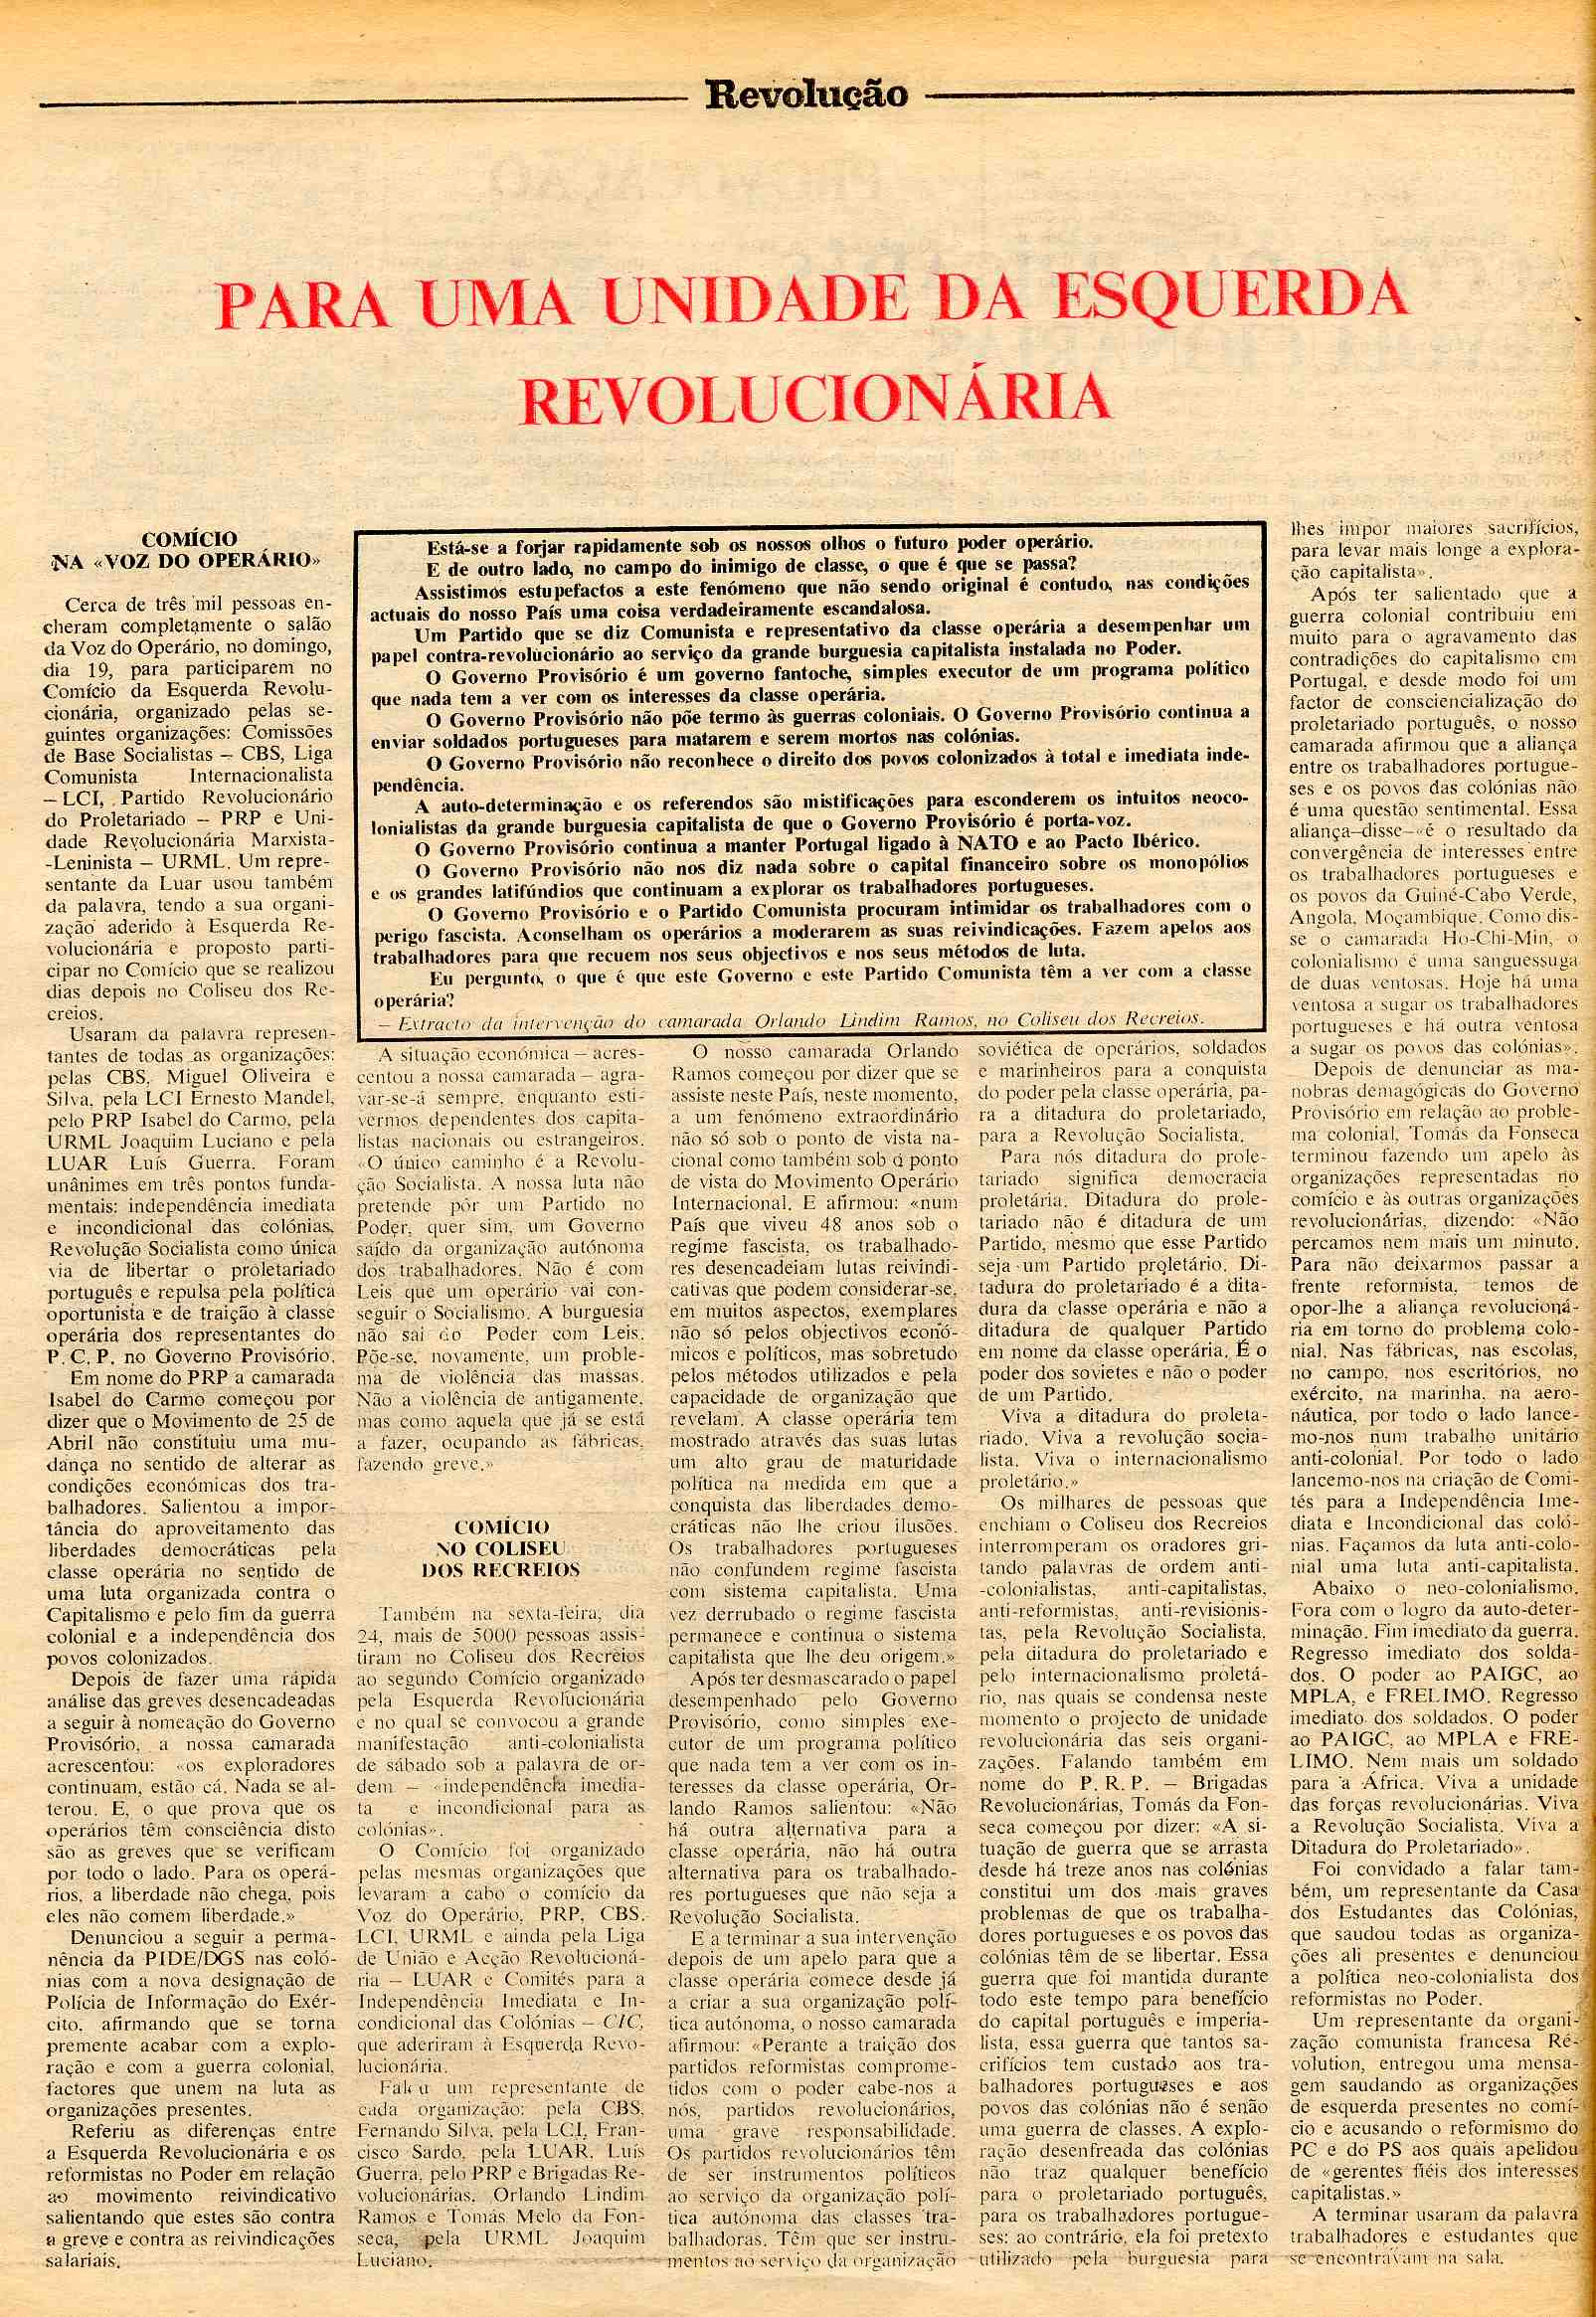 Revolução
PARA UMA UNIDADE DA ESQUERDA
REVOLUCIONÁRIA
COMÍCIO
NA «VOZ DO OPERÁRIO»
Cerca de três mil pessoas en-
cheram completamente o salão
da Voz do Operário, no domingo,
dia 19, para participarem no
Comício da Esquerda Revolu-
cionária, organizado pelas se-
guintes organizações: Comissões
de Base Socialistas – CBS, Liga
Comunista Internacionalista
– LCI, Partido Revolucionário
do Proletariado – PRP e Uni-
dade Revolucionária Marxista-
-Leninista – URML. Um repre-
sentante da Luar usou também
da palavra, tendo a sua organi-
zação aderido à Esquerda Re-
volucionária e proposto parti-
cipar no Comício que se realizou
dias depois no Coliseu dos Re-
creios.
Usaram da palavra represen-
tantes de todas as organizações:
pelas CBS, Miguel Oliveira e
Silva, pela LCI Ernesto Mandel,
pelo PRP Isabel do Carmo, pela
URML Joaquim Luciano e pela
LUAR Luís Guerra. Foram
unânimes em três pontos funda-
mentais: independência imediata
e incondicional das colónias,
Revolução Socialista como única
via de libertar o proletariado
português e repulsa pela política
oportunista e de traição à classe
operária dos representantes do
P. C. P. no Governo Provisório.
Em nome do PRP a camarada
Isabel do Carmo começou por
dizer que o Movimento de 25 de
Abril não constituiu uma mu-
dança no sentido de alterar as
condições económicas dos tra-
balhadores. Salientou a impor-
tância do aproveitamento das
liberdades democráticas pela
classe operária no sentido de
uma luta organizada contra o
Capitalismo e pelo fim da guerra
colonial e a independência dos
povos colonizados.
Depois de fazer uma rápida
análise das greves desencadeadas
a seguir à nomeação do Governo
Provisório, a nossa camarada
acrescentou: «os exploradores
continuam, estão cá. Nada se al-
terou. E, o que prova que os
operários têm consciência disto
são as greves que se verificam
por todo o lado. Para os operá-
rios, a liberdade não chega, pois
eles não comem liberdade.»
Denunciou a seguir a perma-
nência da PIDE/DGS nas coló-
nias com a nova designação de
Polícia de Informação do Exér-
cito, afirmando que se torna
premente acabar com a explo-
ração e com a guerra colonial,
factores que unem na luta as
organizações presentes.
Referiu as diferenças entre
a Esquerda Revolucionária e os
reformistas no Poder em relação
ao movimento reivindicativo
salientando que estes são contra
a greve e contra as reivindicações
salariais.
Está-se a forjar rapidamente sob os nossos olhos o futuro poder operário.
E de outro lado, no campo do inimigo de classe, o que é que se passa?
Assistimos estupefactos a este fenómeno que não sendo original é contudo, nas condições
actuais do nosso País uma coisa verdadeiramente escandalosa.
Um Partido que se diz Comunista e representativo da classe operária a desempenhar um
papel contra-revolucionário ao serviço da grande burguesia capitalista instalada no Poder.
O Governo Provisório é um governo fantoche, simples executor de um programa político
que nada tem a ver com os interesses da classe operária.
O Governo Provisório não põe termo às guerras coloniais. O Governo Provisório continua a
enviar soldados portugueses para matarem e serem mortos nas colónias.
O Governo Provisório não reconhece o direito dos povos colonizados à total e imediata inde-
pendência.
A auto-determinação e os referendos são mistificações para esconderem os intuitos neoco-
lonialistas da grande burguesia capitalista de que o Governo Provisório é porta-voz.
O Governo Provisório continua a manter Portugal ligado à NATO e ao Pacto Ibérico.
O Governo Provisório não nos diz nada sobre o capital financeiro sobre os monopólios
e os grandes latifúndios que continuam a explorar os trabalhadores portugueses.
O Governo Provisório e o Partido Comunista procuram intimidar os trabalhadores com o
perigo fascista. Aconselham os operários a moderarem as suas reivindicações. Fazem apelos aos
trabalhadores para que recuem nos seus objectivos e nos seus métodos de luta.
Eu pergunto, o que é que este Governo e este Partido Comunista têm a ver com a classe
operária?
– Extracto da intervenção do camarada Orlando Lindim Ramos, no Coliseu dos Recreios.
A situação económica – acres-
centou a nossa camarada – agra-
var-se-á sempre, enquanto esti-
vermos dependentes dos capita-
listas nacionais ou estrangeiros.
«O único caminho é a Revolu-
ção Socialista. A nossa luta não
pretende pôr um Partido no
Poder, quer sim, um Governo
saído da organização autónoma
dos trabalhadores. Não é com
Leis que um operário vai con-
seguir o Socialismo. A burguesia
não sai do Poder com Leis.
Põe-se, novamente, um proble-
ma de violência das massas.
Não a violência de antigamente,
mas como aquela que já se está
a fazer, ocupando as fábricas,
fazendo greve.»
COMÍCIO
NO COLISEU
DOS RECREIOS
Também na sexta-feira, dia
24, mais de 5000 pessoas assis-
tiram no Coliseu dos Recreios
ao segundo Comício organizado
pela Esquerda Revolucionária
e no qual se convocou a grande
manifestação anti-colonialista
de sábado sob a palavra de or-
dem – «independência imedia-
ta e incondicional para as
colónias».
O Comício foi organizado
pelas mesmas organizações que
levaram a cabo o comício da
Voz do Operário, PRP, CBS,
LCI, URML e ainda pela Liga
de União e Acção Revolucioná-
ria – LUAR e Comités para a
Independência Imediata e In-
condicional das Colónias – CIC,
que aderiram à Esquerda Revo-
lucionária.
Falou um representante de
cada organização: pela CBS,
Fernando Silva, pela LCI, Fran-
cisco Sardo, pela LUAR, Luís
Guerra, pelo PRP e Brigadas Re-
volucionárias, Orlando Lindim
Ramos e Tomás Melo da Fon-
seca, pela URML Joaquim
Luciano.
O nosso camarada Orlando
Ramos começou por dizer que se
assiste neste País, neste momento,
a um fenómeno extraordinário
não só sob o ponto de vista na-
cional como também sob o ponto
de vista do Movimento Operário
Internacional. E afirmou: «num
País que viveu 48 anos sob o
regime fascista, os trabalhado-
res desencadeiam lutas reivindi-
cativas que podem considerar-se,
em muitos aspectos, exemplares
não só pelos objectivos econó-
micos e políticos, mas sobretudo
pelos métodos utilizados e pela
capacidade de organização que
revelam. A classe operária tem
mostrado através das suas lutas
um alto grau de maturidade
política na medida em que a
conquista das liberdades demo-
cráticas não lhe criou ilusões.
Os trabalhadores portugueses
não confundem regime fascista
com sistema capitalista. Uma
vez derrubado o regime fascista
permanece e continua o sistema
capitalista que lhe deu origem.»
Após ter desmascarado o papel
desempenhado pelo Governo
Provisório, como simples exe-
cutor de um programa político
que nada tem a ver com os in-
teresses da classe operária, Or-
lando Ramos salientou: «Não
há outra alternativa para a
classe operária, não há outra
alternativa para os trabalhado-
res portugueses que não seja a
Revolução Socialista.
E a terminar a sua intervenção
depois de um apelo para que a
classe operária comece desde já
a criar a sua organização polí-
tica autónoma, o nosso camarada
afirmou: «Perante a traição dos
partidos reformistas comprome-
tidos com o poder cabe-nos a
nós, partidos revolucionários,
uma grave responsabilidade.
Os partidos revolucionários têm
de ser instrumentos políticos
ao serviço da organização polí-
tica autónoma das classes tra-
balhadoras. Têm que ser instru-
mentos ao serviço da organização
soviética de operários, soldados
e marinheiros para a conquista
do poder pela classe operária, pa-
ra a ditadura do proletariado,
para a Revolução Socialista.
Para nós ditadura do prole-
tariado significa democracia
proletária. Ditadura do prole-
tariado não é ditadura de um
Partido, mesmo que esse Partido
seja um Partido proletário. Di-
tadura do proletariado é a dita-
dura da classe operária e não a
ditadura de qualquer Partido
em nome da classe operária. É o
poder dos sovietes e não o poder
de um Partido.
Viva a ditadura do proleta-
riado. Viva a revolução socia-
lista. Viva o internacionalismo
proletário.»
Os milhares de pessoas que
enchiam o Coliseu dos Recreios
interromperam os oradores gri-
tando palavras de ordem anti-
-colonialistas, anti-capitalistas,
anti-reformistas, anti-revisionis-
tas, pela Revolução Socialista,
pela ditadura do proletariado e
pelo internacionalismo proletá-
rio, nas quais se condensa neste
momento o projecto de unidade
revolucionária das seis organi-
zações. Falando também em
nome do P. R. P. – Brigadas
Revolucionárias, Tomás da Fon-
seca começou por dizer: «A si-
tuação de guerra que se arrasta
desde há treze anos nas colónias
constitui um dos mais graves
problemas de que os trabalha-
dores portugueses e os povos das
colónias têm de se libertar. Essa
guerra que foi mantida durante
todo este tempo para benefício
do capital português e imperia-
lista, essa guerra que tantos sa-
crifícios tem custado aos tra-
balhadores portugueses e aos
povos das colónias não é senão
uma guerra de classes. A explo-
ração desenfreada das colónias
não traz qualquer benefício
para o proletariado português,
para os trabalhadores portugue-
ses: ao contrário, ela foi pretexto
utilizado pela burguesia para
lhes impor maiores sacrifícios,
para levar mais longe a explora-
ção capitalista».
Após ter salientado que a
guerra colonial contribuiu em
muito para o agravamento das
contradições do capitalismo em
Portugal, e desde modo foi um
factor de consciencialização do
proletariado português, o nosso
camarada afirmou que a aliança
entre os trabalhadores portugue-
ses e os povos das colónias não
é uma questão sentimental. Essa
aliança–disse–«é o resultado da
convergência de interesses entre
os trabalhadores portugueses e
os povos da Guiné-Cabo Verde,
Angola, Moçambique. Como dis-
se o camarada Ho-Chi-Min, o
colonialismo é uma sanguessuga
de duas ventosas. Hoje há uma
ventosa a sugar os trabalhadores
portugueses e há outra ventosa
a sugar os povos das colónias».
Depois de denunciar as ma-
nobras demagógicas do Governo
Provisório em relação ao proble-
ma colonial, Tomás da Fonseca
terminou fazendo um apelo às
organizações representadas no
comício e às outras organizações
revolucionárias, dizendo: «Não
percamos nem mais um minuto.
Para não deixarmos passar a
frente reformista, temos de
opor-lhe a aliança revolucioná-
ria em torno do problema colo-
nial. Nas fábricas, nas escolas,
no campo, nos escritórios, no
exército, na marinha, na aero-
náutica, por todo o lado lance-
mo-nos num trabalho unitário
anti-colonial. Por todo o lado
lancemo-nos na criação de Comi-
tés para a Independência Ime-
diata e Incondicional das coló-
nias. Façamos da luta anti-colo-
nial uma luta anti-capitalista.
Abaixo o neo-colonialismo.
Fora com o logro da auto-deter-
minação. Fim imediato da guerra.
Regresso imediato dos solda-
dos. O poder ao PAIGC, ao
MPLA, e FRELIMO. Regresso
imediato dos soldados. O poder
ao PAIGC, ao MPLA e FRE-
LIMO. Nem mais um soldado
para a África. Viva a unidade
das forças revolucionárias. Viva
a Revolução Socialista. Viva a
Ditadura do Proletariado».
Foi convidado a falar tam-
bém, um representante da Casa
dos Estudantes das Colónias,
que saudou todas as organiza-
ções ali presentes e denunciou
a política neo-colonialista dos
reformistas no Poder.
Um representante da organi-
zação comunista francesa Ré-
volution, entregou uma mensa-
gem saudando as organizações
de esquerda presentes no comí-
cio e acusando o reformismo do
PC e do PS aos quais apelidou
de «gerentes fiéis dos interesses
capitalistas.»
A terminar usaram da palavra
trabalhadores e estudantes que
se encontravam na sala.